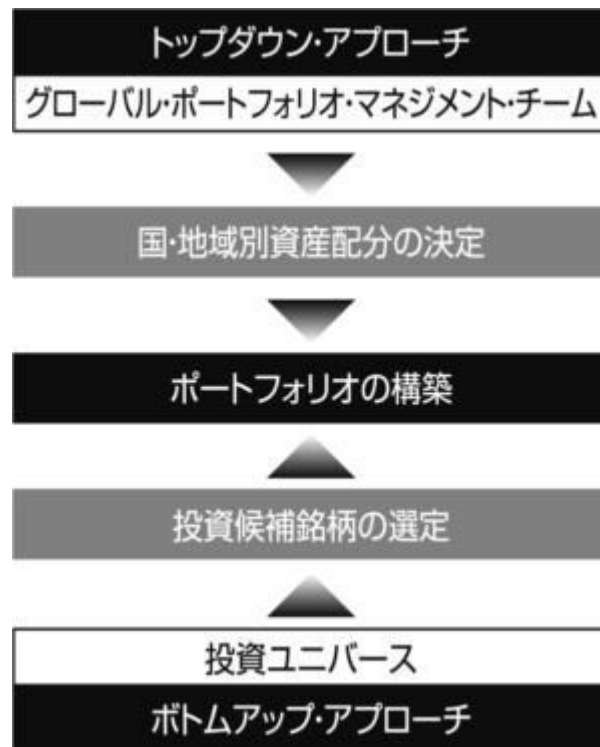 トップダウン・アプローチ
グローバル・ポートフォリオ・マネジメント・チーム
国・地域別資産配分の決定
ポートフォリオの構築
投資候補銘柄の選定
投資ユニバース
ボトムアップ・アプローチ